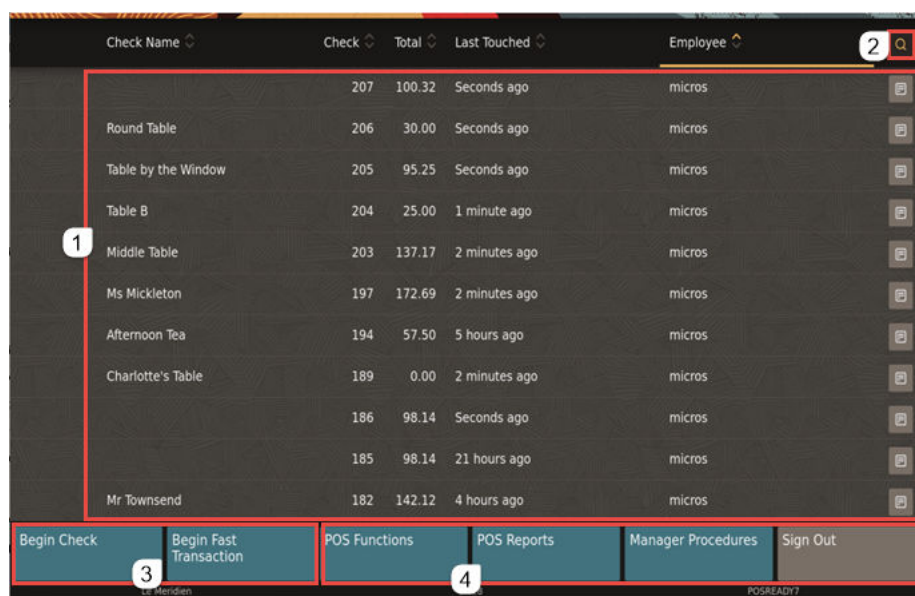 Check Name Check Total Last Touched Employee 2
207 100.32 Seconds ago micros
Round Table 206 30.00 Seconds ago micros
Table by the Window 205 95.25 Seconds ago micros
Table B 204 25.00 1 minute ago micros
1
Middle Table 203 137.17 2 minutes ago micros
Ms Mickleton 197 172.69 2 minutes ago micros
Afternoon Tea 194 57.50 5 hours ago micros
Charlotte's Table 189 0.00 2 minutes ago micros
186 98.14 Seconds ago micros
185 98.14 21 hours ago micros
Mr Townsend 182 142.12 4 hours ago micros
Begin Check Begin Fast POS Functions POS Reports Manager Procedures Sign Out
Transaction
3 4
Le Meridien POSREADY7